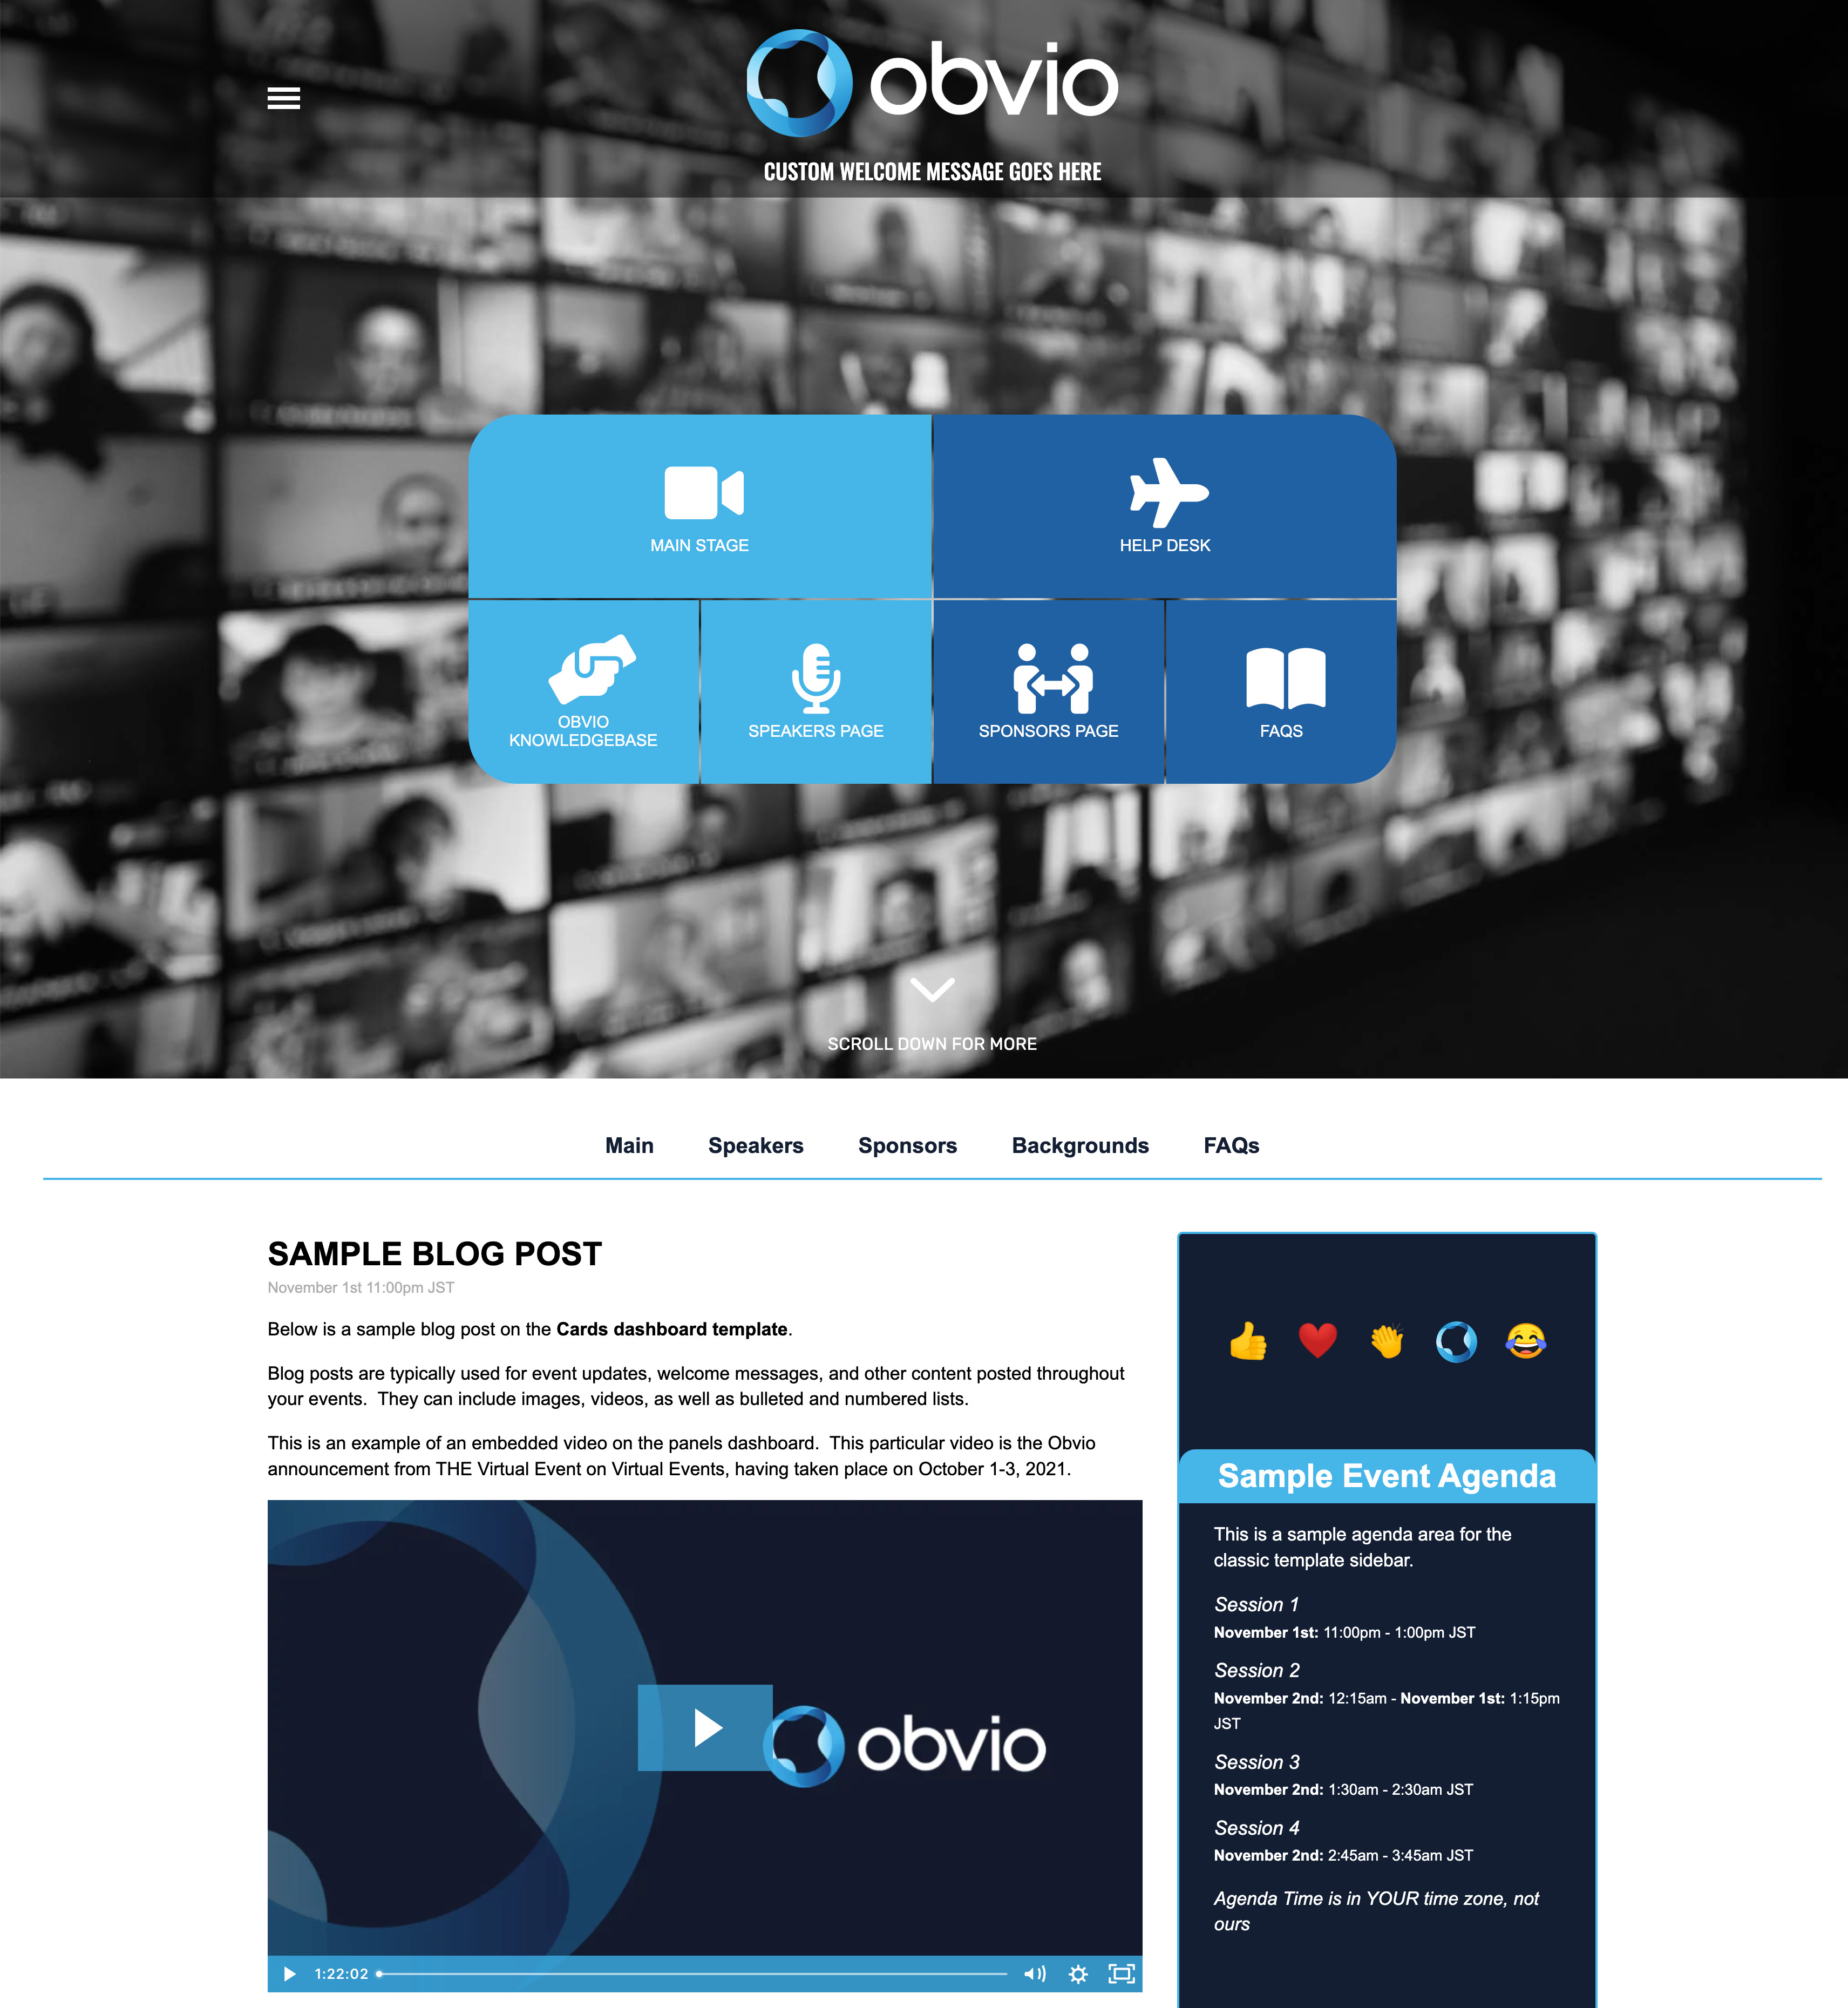 obvio
CUSTOM WELCOME MESSAGE GOES HERE
MAIN STAGE
HELP DESK
OBVIO
KNOWLEDGEBASE
SPEAKERS PAGE
SPONSORS PAGE
FAQS
SCROLL DOWN FOR MORE
Main Speakers Sponsors Backgrounds FAQs
SAMPLE BLOG POST
November 1st 11:00pm JST
Below is a sample blog post on the Cards dashboard template.
Blog posts are typically used for event updates, welcome messages, and other content posted throughout
your events.  They can include images, videos, as well as bulleted and numbered lists.
This is an example of an embedded video on the panels dashboard.  This particular video is the Obvio
announcement from THE Virtual Event on Virtual Events, having taken place on October 1-3, 2021.
obvio
1:22:02
Sample Event Agenda
This is a sample agenda area for the
classic template sidebar.
Session 1
November 1st: 11:00pm - 1:00pm JST
Session 2
November 2nd: 12:15am - November 1st: 1:15pm
JST
Session 3
November 2nd: 1:30am - 2:30am JST
Session 4
November 2nd: 2:45am - 3:45am JST
Agenda Time is in YOUR time zone, not
ours